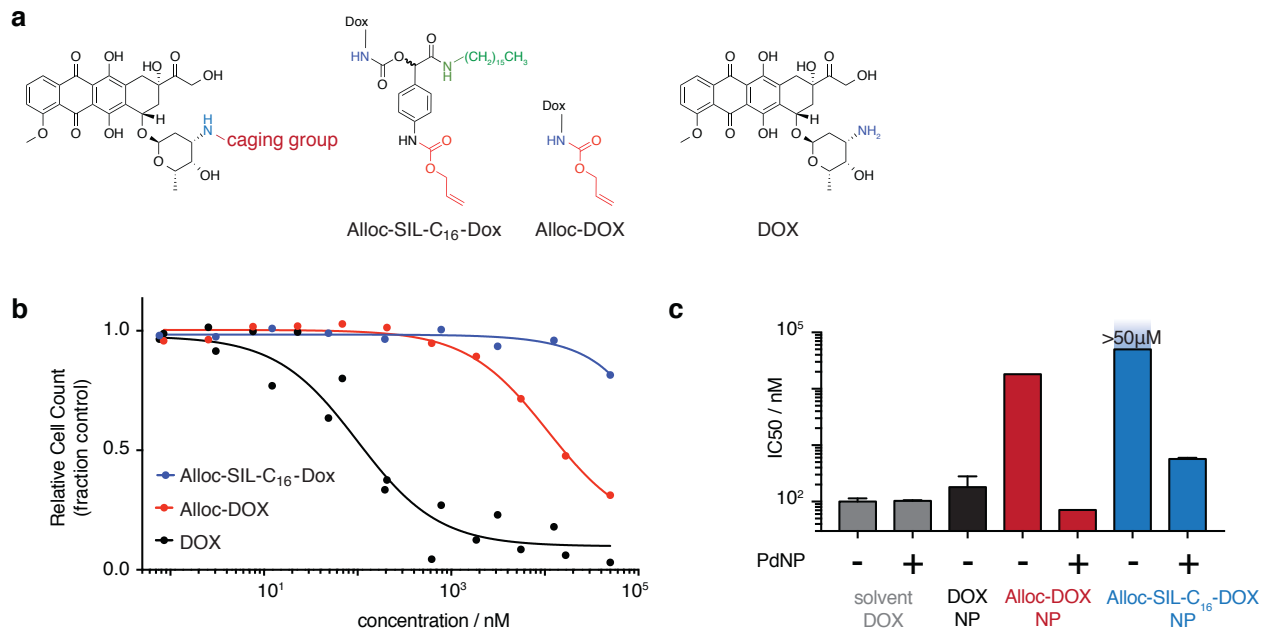 a
O OH O
HO
OH
O O OH O H
H
N
caging group
O
OH
Dox
HN O
O
O
N
H
(CH2)15CH3
HN O
O
Alloc-SIL-C16-Dox
Dox
HN O
O
Alloc-DOX
O OH O
HO
OH
O O OH O H
NH2
O
OH
DOX
b
1.0
0.5
0.0
Relative Cell Count
(fraction control)
Alloc-SIL-C16-Dox
Alloc-DOX
DOX
10^1
10^3
10^5
concentration / nM
c
10^5
10^2
IC50 / nM
>50µM
PdNP - + - - + - +
solvent
DOX
DOX
NP
Alloc-DOX
NP
Alloc-SIL-C16-DOX
NP